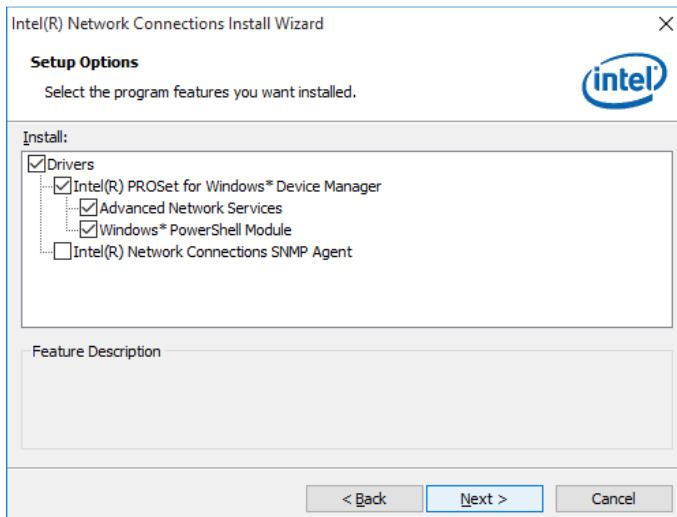 Intel(R) Network Connections Install Wizard
Setup Options
Select the program features you want installed.
intel
Install:
Drivers
Intel(R) PROSet for Windows* Device Manager
Advanced Network Services
Windows* PowerShell Module
Intel(R) Network Connections SNMP Agent
Feature Description
< Back
Next >
Cancel